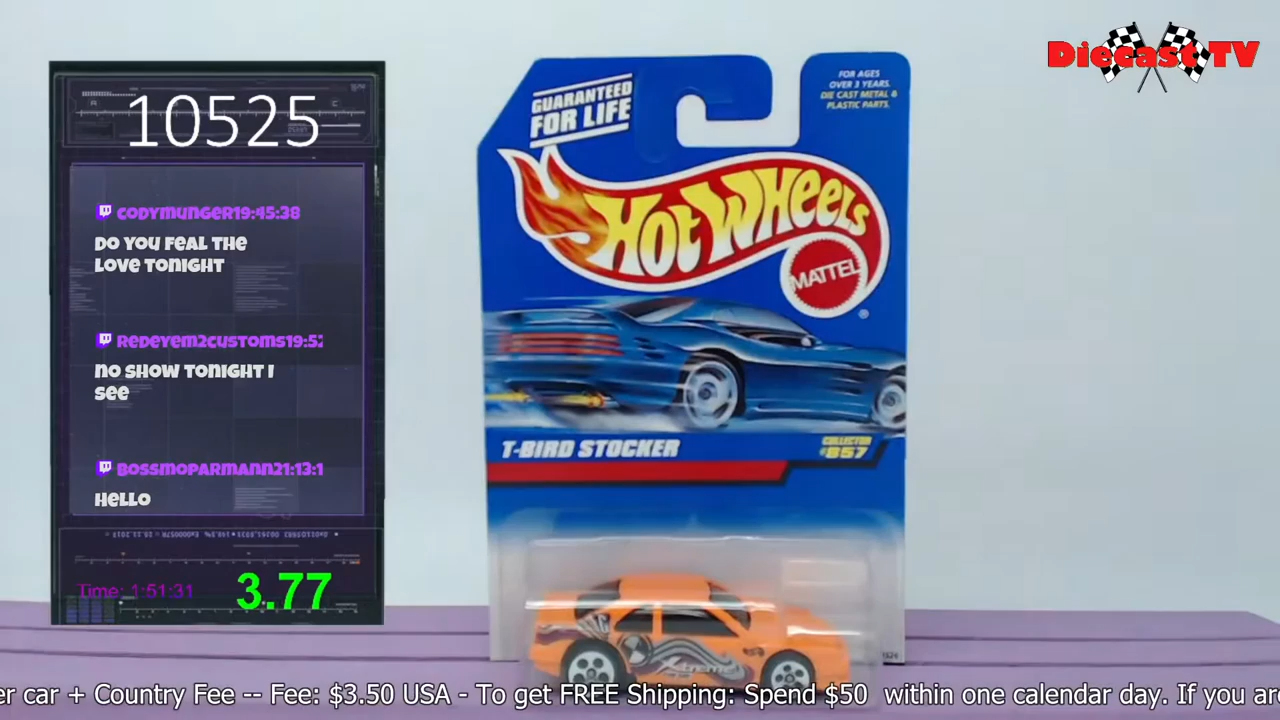 Diecast TV
10525
codymunger19:45:38
DO YOU FEAL THE
LOVE TONIGHT
Redeyem2customs19:5
NO SHOW TONIGHT I
SEE
Bossmoparmann21:13:1
Hello
Time: 1:51:31
3.77
GUARANTEED
FOR LIFE
FOR AGES
OVER 3 YEARS.
DIE CAST METAL &
PLASTIC PARTS.
HOT WHEELS
MATTEL
®
T-BIRD STOCKER
COLLECTOR
#857
Xtreme
er car + Country Fee -- Fee: $3.50 USA - To get FREE Shipping: Spend $50 within one calendar day. If you are